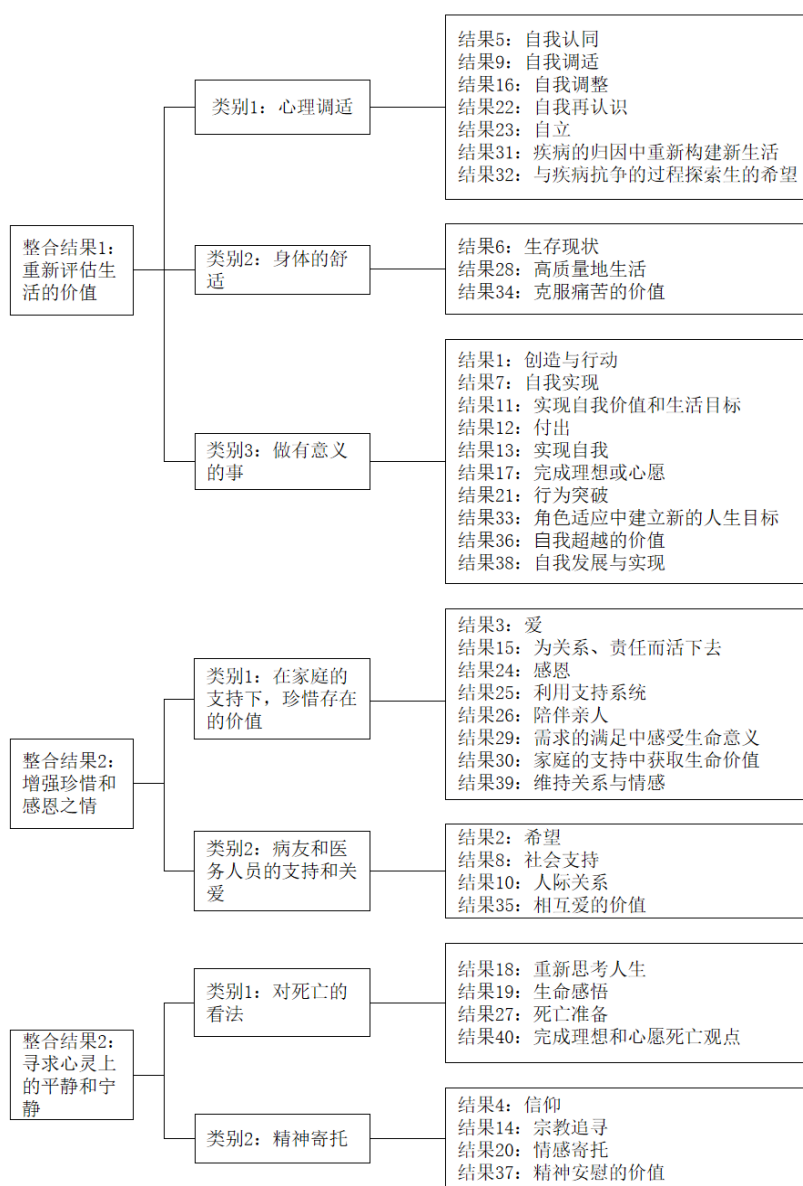 整合结果1:
重新评估生
活的价值
类别1：心理调适
结果5：自我认同
结果9：自我调适
结果16：自我调整
结果22：自我再认识
结果23：自立
结果31：疾病的归因中重新构建新生活
结果32：与疾病抗争的过程探索生的希望
类别2：身体的舒
适
结果6：生存现状
结果28：高质量地生活
结果34：克服痛苦的价值
类别3：做有意义
的事
结果1：创造与行动
结果7：自我实现
结果11：实现自我价值和生活目标
结果12：付出
结果13：实现自我
结果17：完成理想或心愿
结果21：行为突破
结果33：角色适应中建立新的人生目标
结果36：自我超越的价值
结果38：自我发展与实现
整合结果2:
增强珍惜和
感恩之情
类别1：在家庭的
支持下，珍惜存在
的价值
结果3：爱
结果15：为关系、责任而活下去
结果24：感恩
结果25：利用支持系统
结果26：陪伴亲人
结果29：需求的满足中感受生命意义
结果30：家庭的支持中获取生命价值
结果39：维持关系与情感
类别2：病友和医
务人员的支持和关
爱
结果2：希望
结果8：社会支持
结果10：人际关系
结果35：相互爱的价值
整合结果2:
寻求心灵上
的平静和宁
静
类别1：对死亡的
看法
结果18：重新思考人生
结果19：生命感悟
结果27：死亡准备
结果40：完成理想和心愿死亡观点
类别2：精神寄托
结果4：信仰
结果14：宗教追寻
结果20：情感寄托
结果37：精神安慰的价值